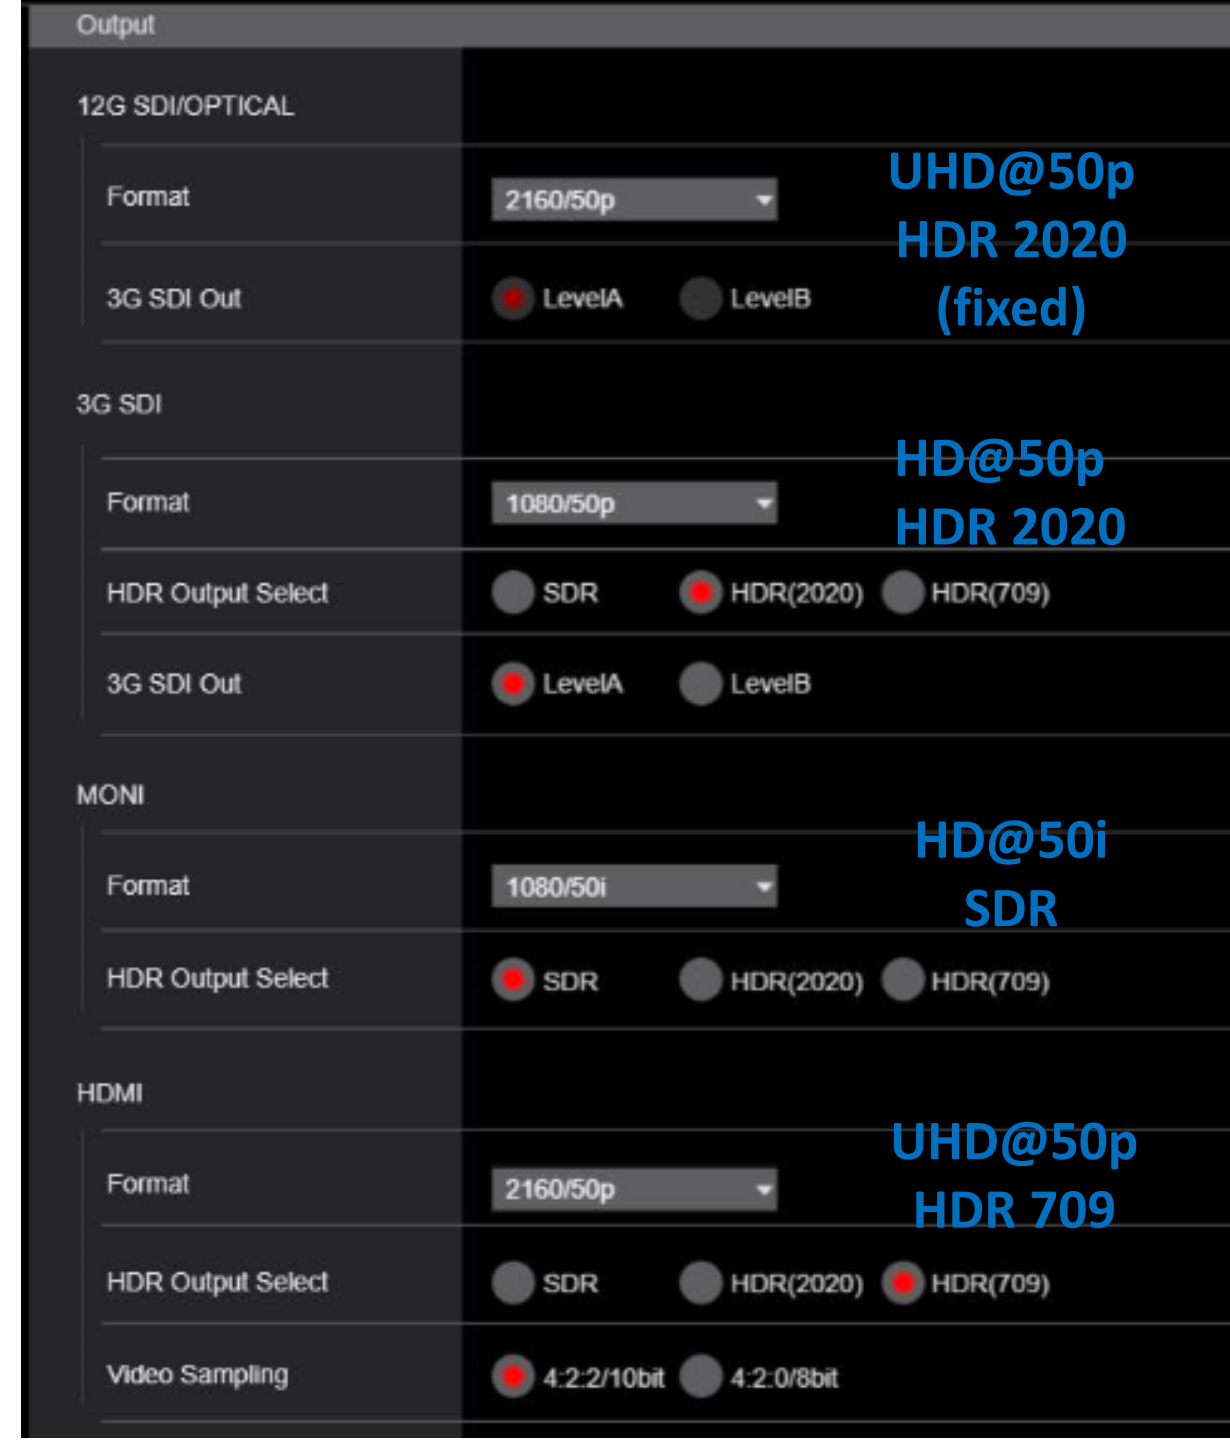 Output
12G SDI/OPTICAL
UHD@50p
Format 2160/50p
HDR 2020
3G SDI Out LevelA LevelB
(fixed)
3G SDI
HD@50p
Format 1080/50p
HDR 2020
HDR Output Select SDR HDR(2020) HDR(709)
3G SDI Out LevelA LevelB
MONI
HD@50i
Format 1080/50i
SDR
HDR Output Select SDR HDR(2020) HDR(709)
HDMI
UHD@50p
Format 2160/50p
HDR 709
HDR Output Select SDR HDR(2020) HDR(709)
Video Sampling 4:2:2/10bit 4:2:0/8bit